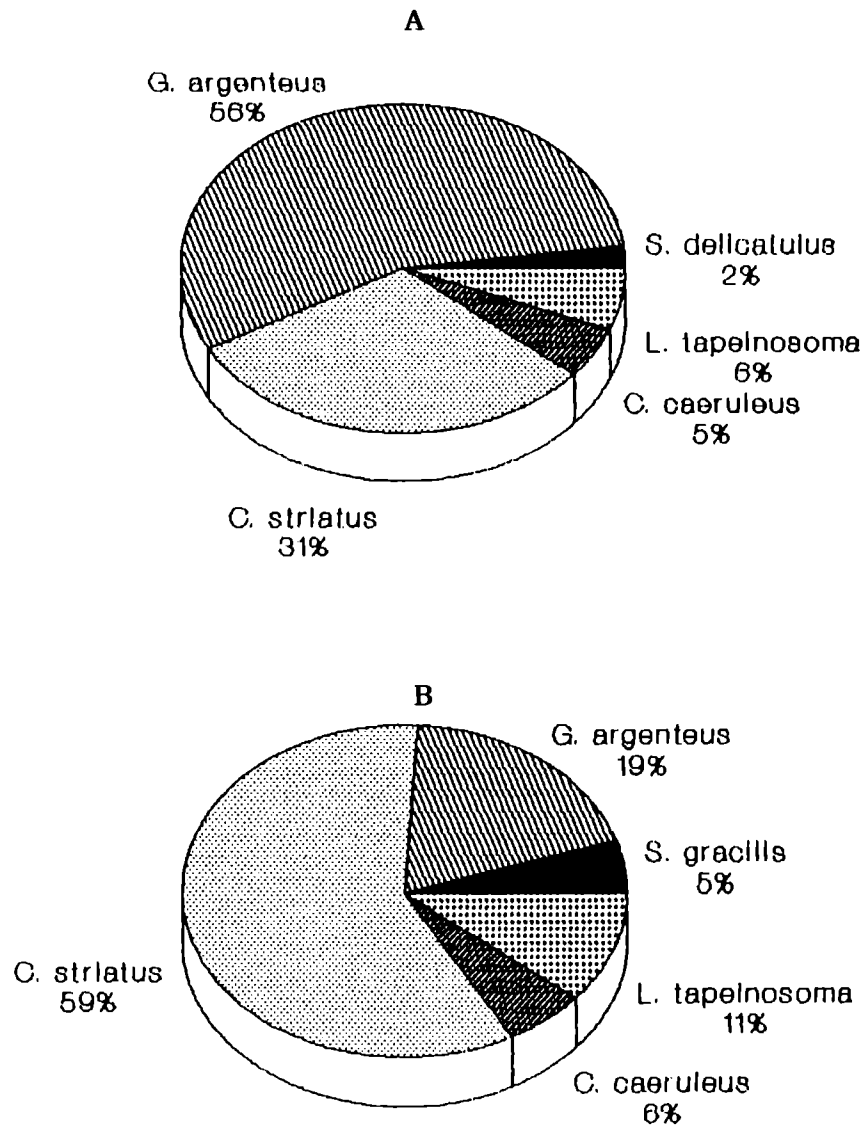 A
G. argenteus
56%
S. delicatulus
2%
L. tapeinosoma
6%
C. caeruleus
5%
C. striatus
31%
B
G. argenteus
19%
S. gracilis
5%
L. tapeinosoma
11%
C. caeruleus
6%
C. striatus
59%